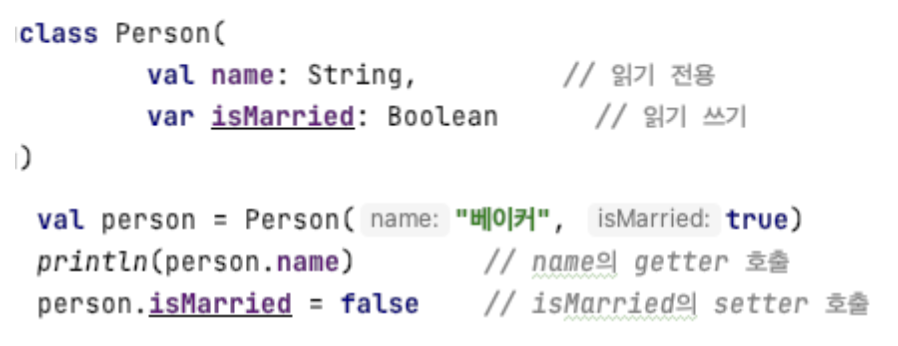 class Person(
val name: String, // 읽기 전용
var isMarried: Boolean // 읽기 쓰기
)
val person = Person( name: "베이커", isMarried: true)
println(person.name) // name의 getter 호출
person.isMarried = false // isMarried의 setter 호출